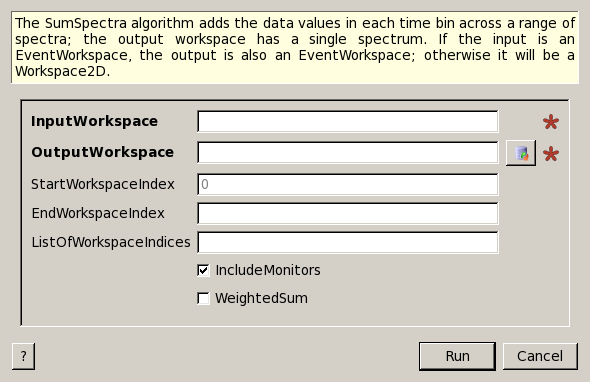 The SumSpectra algorithm adds the data values in each time bin across a range of
spectra; the output workspace has a single spectrum. If the input is an
EventWorkspace, the output is also an EventWorkspace; otherwise it will be a
Workspace2D.
InputWorkspace
OutputWorkspace
StartWorkspaceIndex 0
EndWorkspaceIndex
ListOfWorkspaceIndices
IncludeMonitors
WeightedSum
? Run Cancel